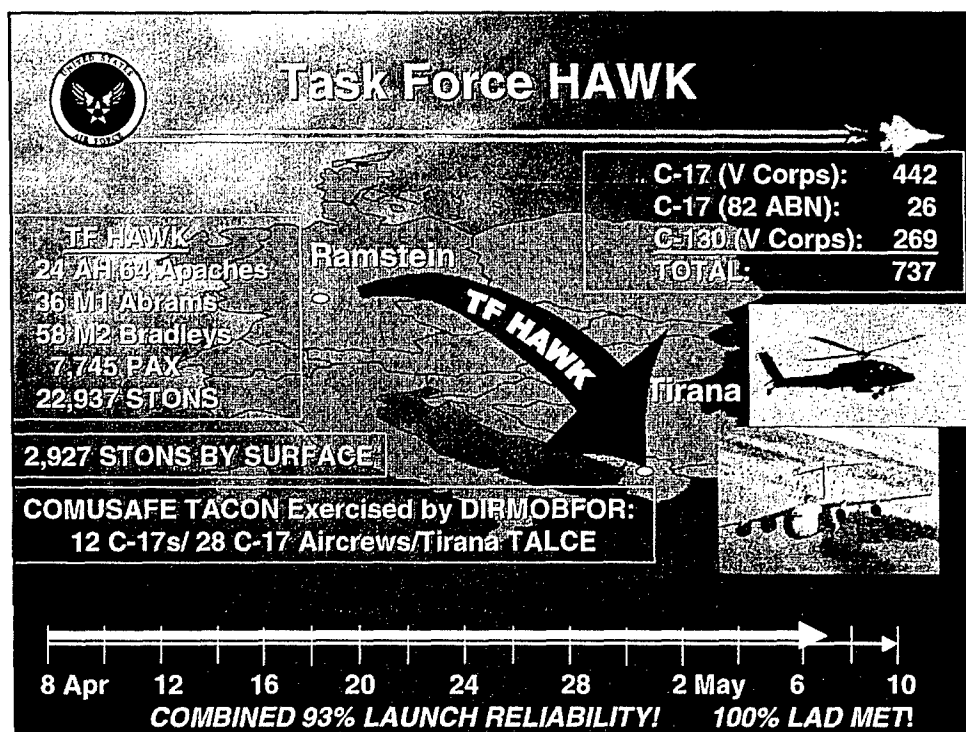 UNITED STATES
AIR FORCE
Task Force HAWK
C-17 (V Corps): 442
C-17 (82 ABN): 26
C-130 (V Corps): 269
TOTAL: 737
TF HAWK
24 AH 64 Apaches
36 M1 Abrams
58 M2 Bradleys
7,745 PAX
22,937 STONS
Ramstein
TF HAWK
Tirana
2,927 STONS BY SURFACE
COMUSAFE TACON Exercised by DIRMOBFOR:
12 C-17s/ 28 C-17 Aircrews/Tirana TALCE
8 Apr 12 16 20 24 28 2 May 6 10
COMBINED 93% LAUNCH RELIABILITY! 100% LAD MET!